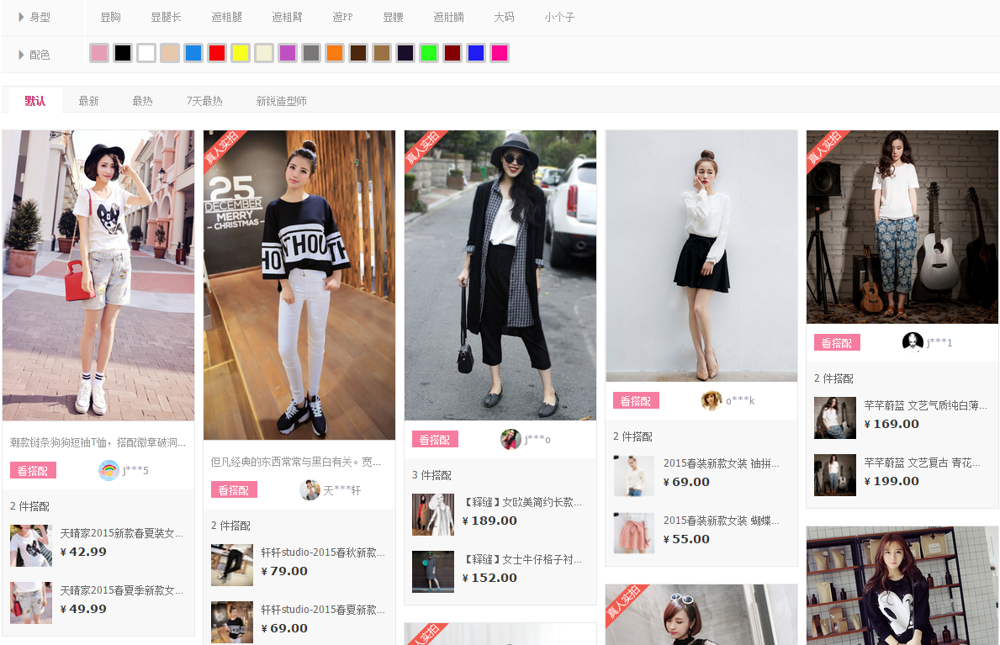 身型
显胸
显腿长
遮粗腿
遮粗臂
遮PP
显腰
遮肚腩
大码
小个子
配色
默认
最新
最热
7天最热
新锐造型师
潮款链条狗狗短袖T恤，搭配徽章破洞...
看搭配
j***5
2 件搭配
天晴家2015新款春夏装女...
¥ 42.99
天晴家2015春夏季新款女...
¥ 49.99
真人实拍
25
DECEMBER
MERRY
- CHRISTMAS -
THOUTH
但凡经典的东西常常与黑白有关。宽...
看搭配
天***轩
2 件搭配
轩轩studio-2015春秋新款...
¥ 79.00
轩轩studio-2015春夏新款...
¥ 69.00
真人实拍
看搭配
j***o
3 件搭配
【释缝】女欧美简约长款...
¥ 189.00
【释缝】女士牛仔格子衬...
¥ 152.00
真人实拍
看搭配
o***k
2 件搭配
2015春装新款女装 袖拼...
¥ 69.00
2015春装新款女装 蝴蝶...
¥ 55.00
真人实拍
真人实拍
看搭配
j***1
2 件搭配
芊芊蔚蓝 文艺气质纯白薄...
¥ 169.00
芊芊蔚蓝 文艺复古 青花...
¥ 199.00